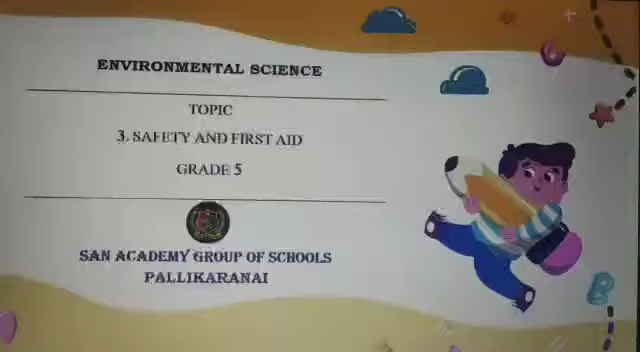 ENVIRONMENTAL SCIENCE
TOPIC
3. SAFETY AND FIRST AID
GRADE 5
SAN ACADEMY GROUP OF SCHOOLS
PALLIKARANAI